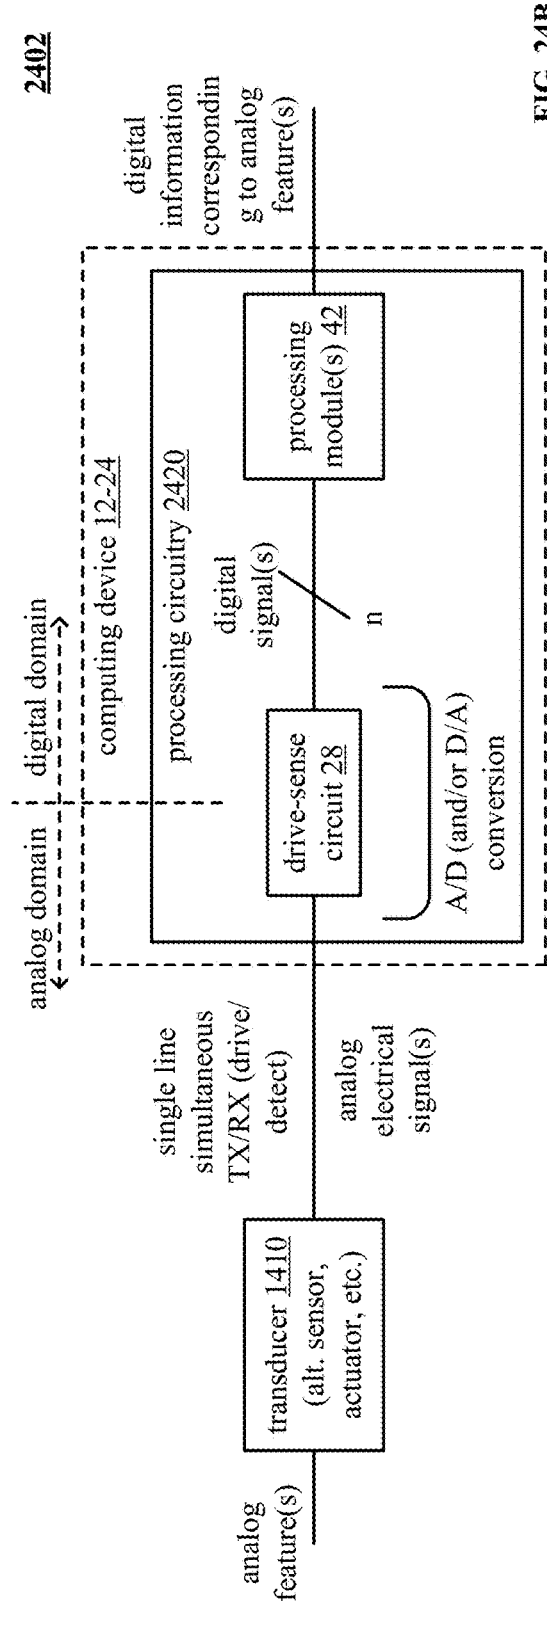 2402
analog domain
digital domain
computing device 12-24
processing circuitry 2420
analog
feature(s)
transducer 1410
(alt. sensor,
actuator, etc.)
single line
simultaneous
TX/RX (drive/
detect)
analog
electrical
signal(s)
drive-sense
circuit 28
A/D (and/or D/A)
conversion
digital
signal(s)
n
processing
module(s) 42
digital
information
correspondin
g to analog
feature(s)
FIG. 24B